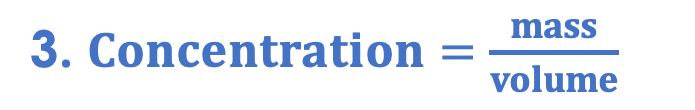 3. Concentration = mass
volume